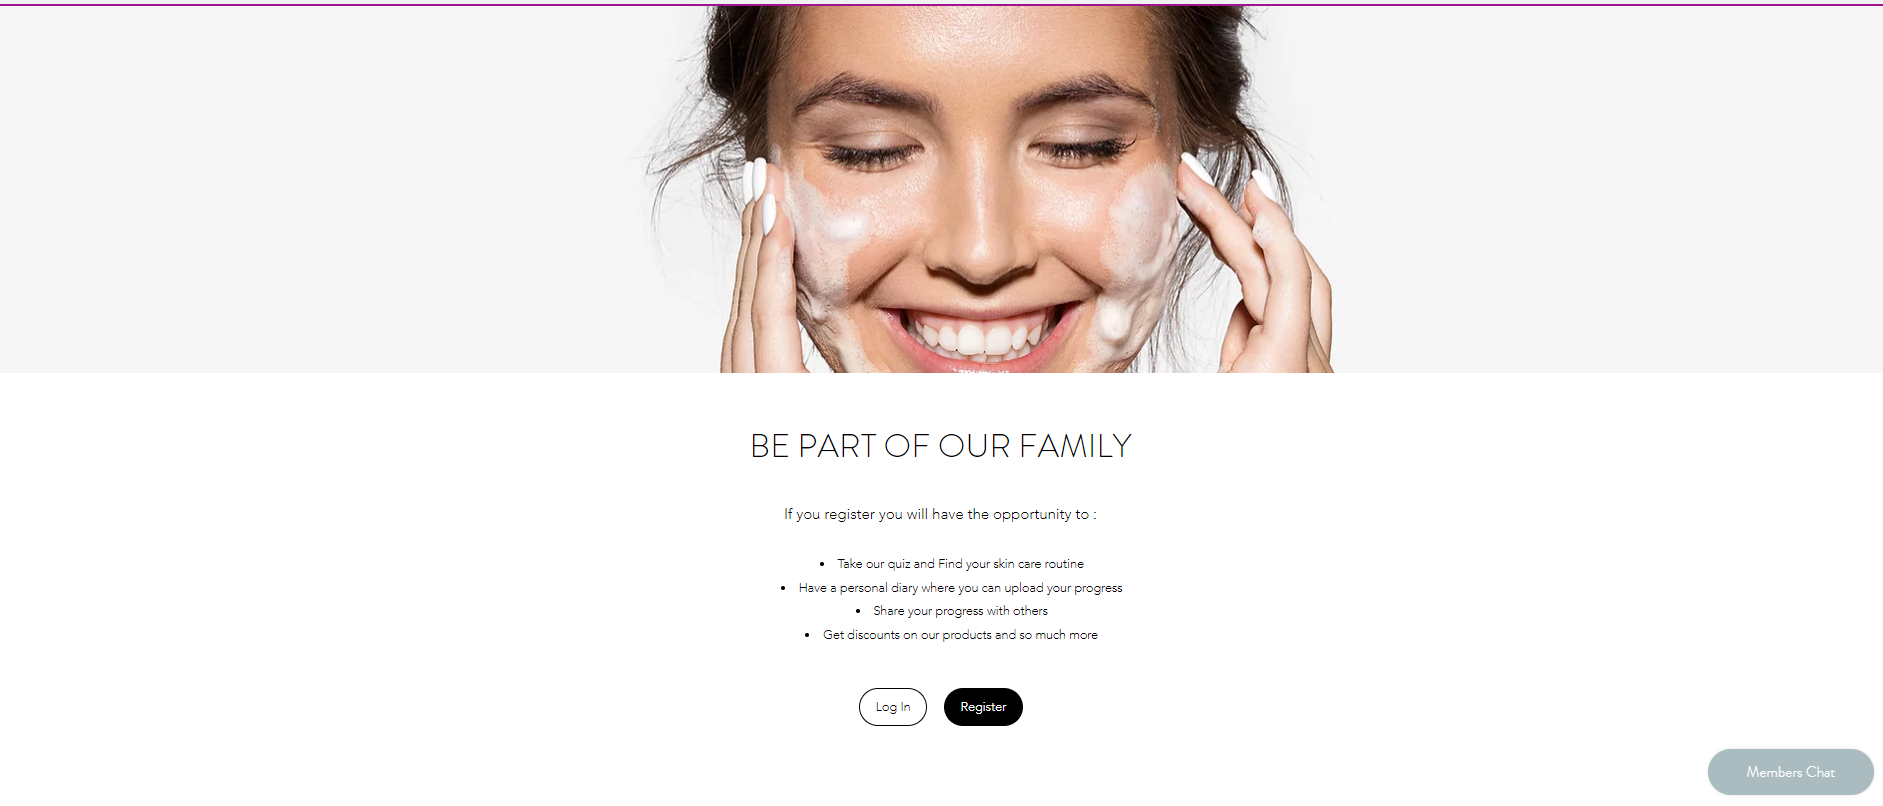 BE PART OF OUR FAMILY
If you register you will have the opportunity to :
• Take our quiz and Find your skin care routine
• Have a personal diary where you can upload your progress
• Share your progress with others
• Get discounts on our products and so much more
Log In
Register
Members Chat